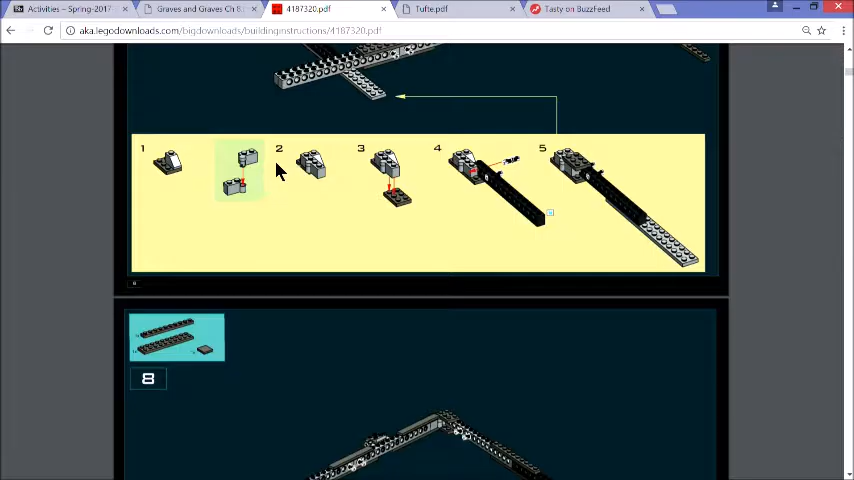 Activities – Spring-2017
Graves and Graves Ch 8
4187320.pdf
Tufte.pdf
Tasty on BuzzFeed
aka.legodownloads.com/bigdownloads/buildinginstructions/4187320.pdf
1 2 3 4 5
8